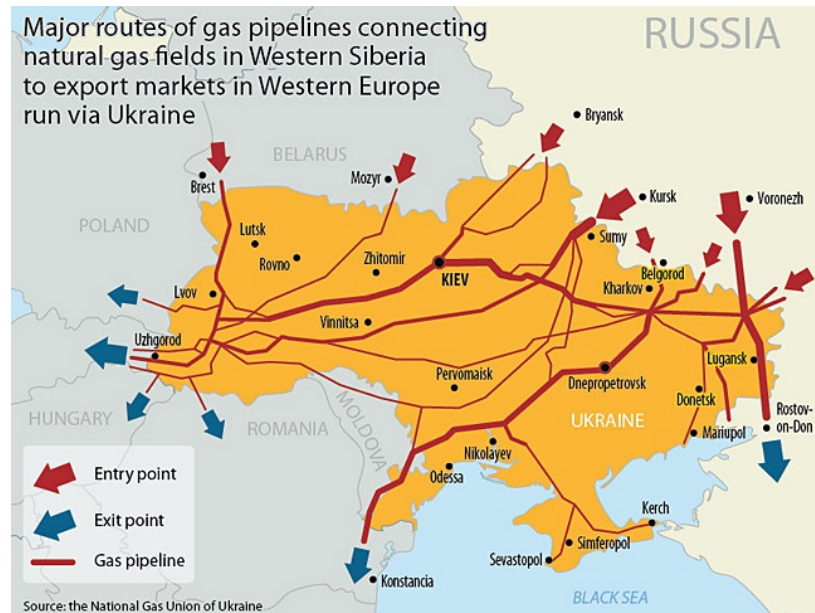 Major routes of gas pipelines connecting
natural gas fields in Western Siberia
to export markets in Western Europe
run via Ukraine
RUSSIA
Bryansk
BELARUS
Brest
Mozyr
Kursk
Voronezh
POLAND
Lutsk
Rovno
Zhitomir
KIEV
Sumy
Belgorod
Kharkov
Lvov
Vinnitsa
Uzhgorod
Lugansk
Pervomaisk
Dnepropetrovsk
Donetsk
HUNGARY
ROMANIA
MOLDOVA
UKRAINE
Rostov-
on-Don
Mariupol
Nikolayev
Odessa
Entry point
Exit point
Gas pipeline
Kerch
Simferopol
Sevastopol
Konstancia
BLACK SEA
Source: the National Gas Union of Ukraine